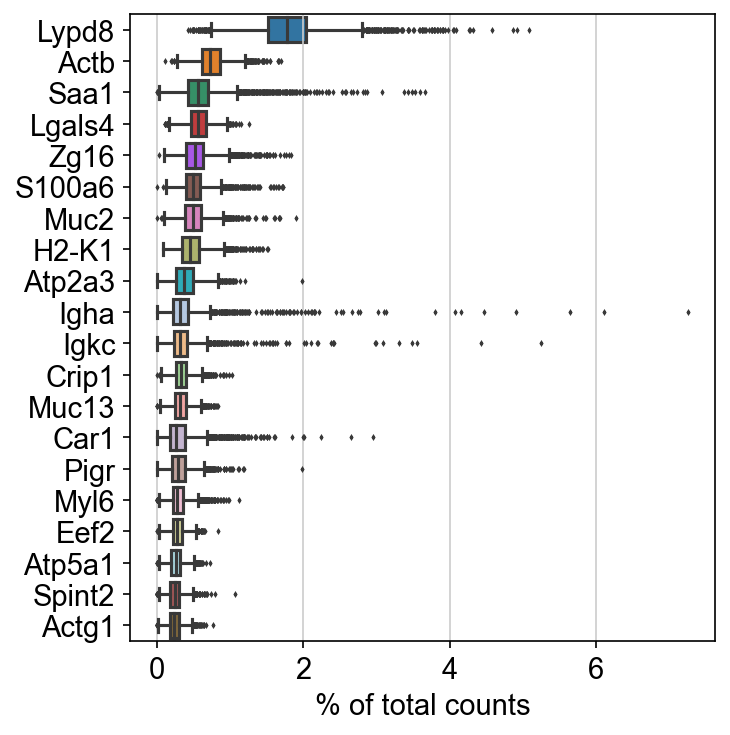 Lypd8
Actb
Saa1
Lgals4
Zg16
S100a6
Muc2
H2-K1
Atp2a3
Igha
Igkc
Crip1
Muc13
Car1
Pigr
Myl6
Eef2
Atp5a1
Spint2
Actg1
0 2 4 6
% of total counts